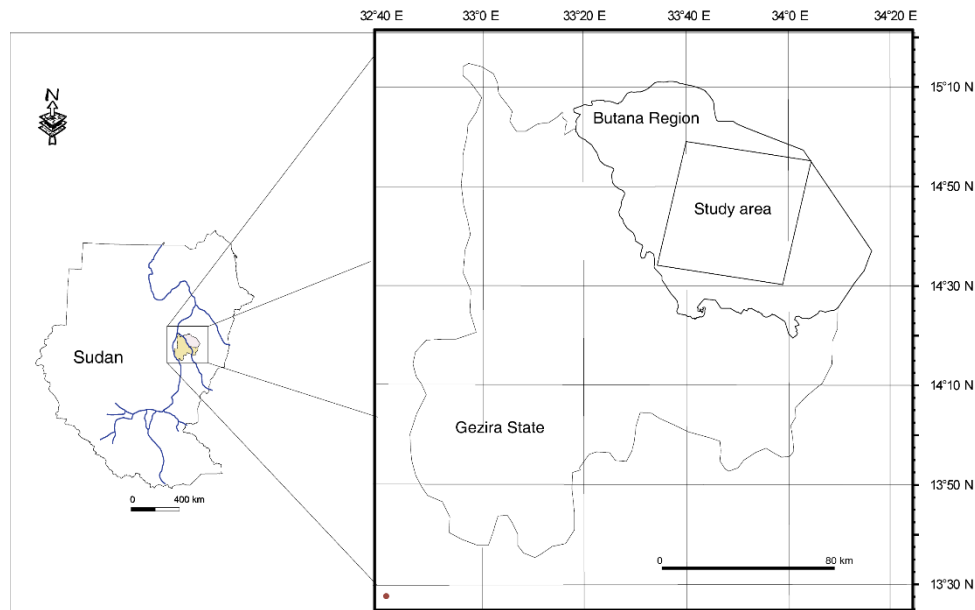 32°40 E 33°0 E 33°20 E 33°40 E 34°0 E 34°20 E
N
15°10 N
Butana Region
14°50 N
Study area
14°30 N
Sudan
14°10 N
Gezira State
13°50 N
0 400 km
0 80 km
13°30 N